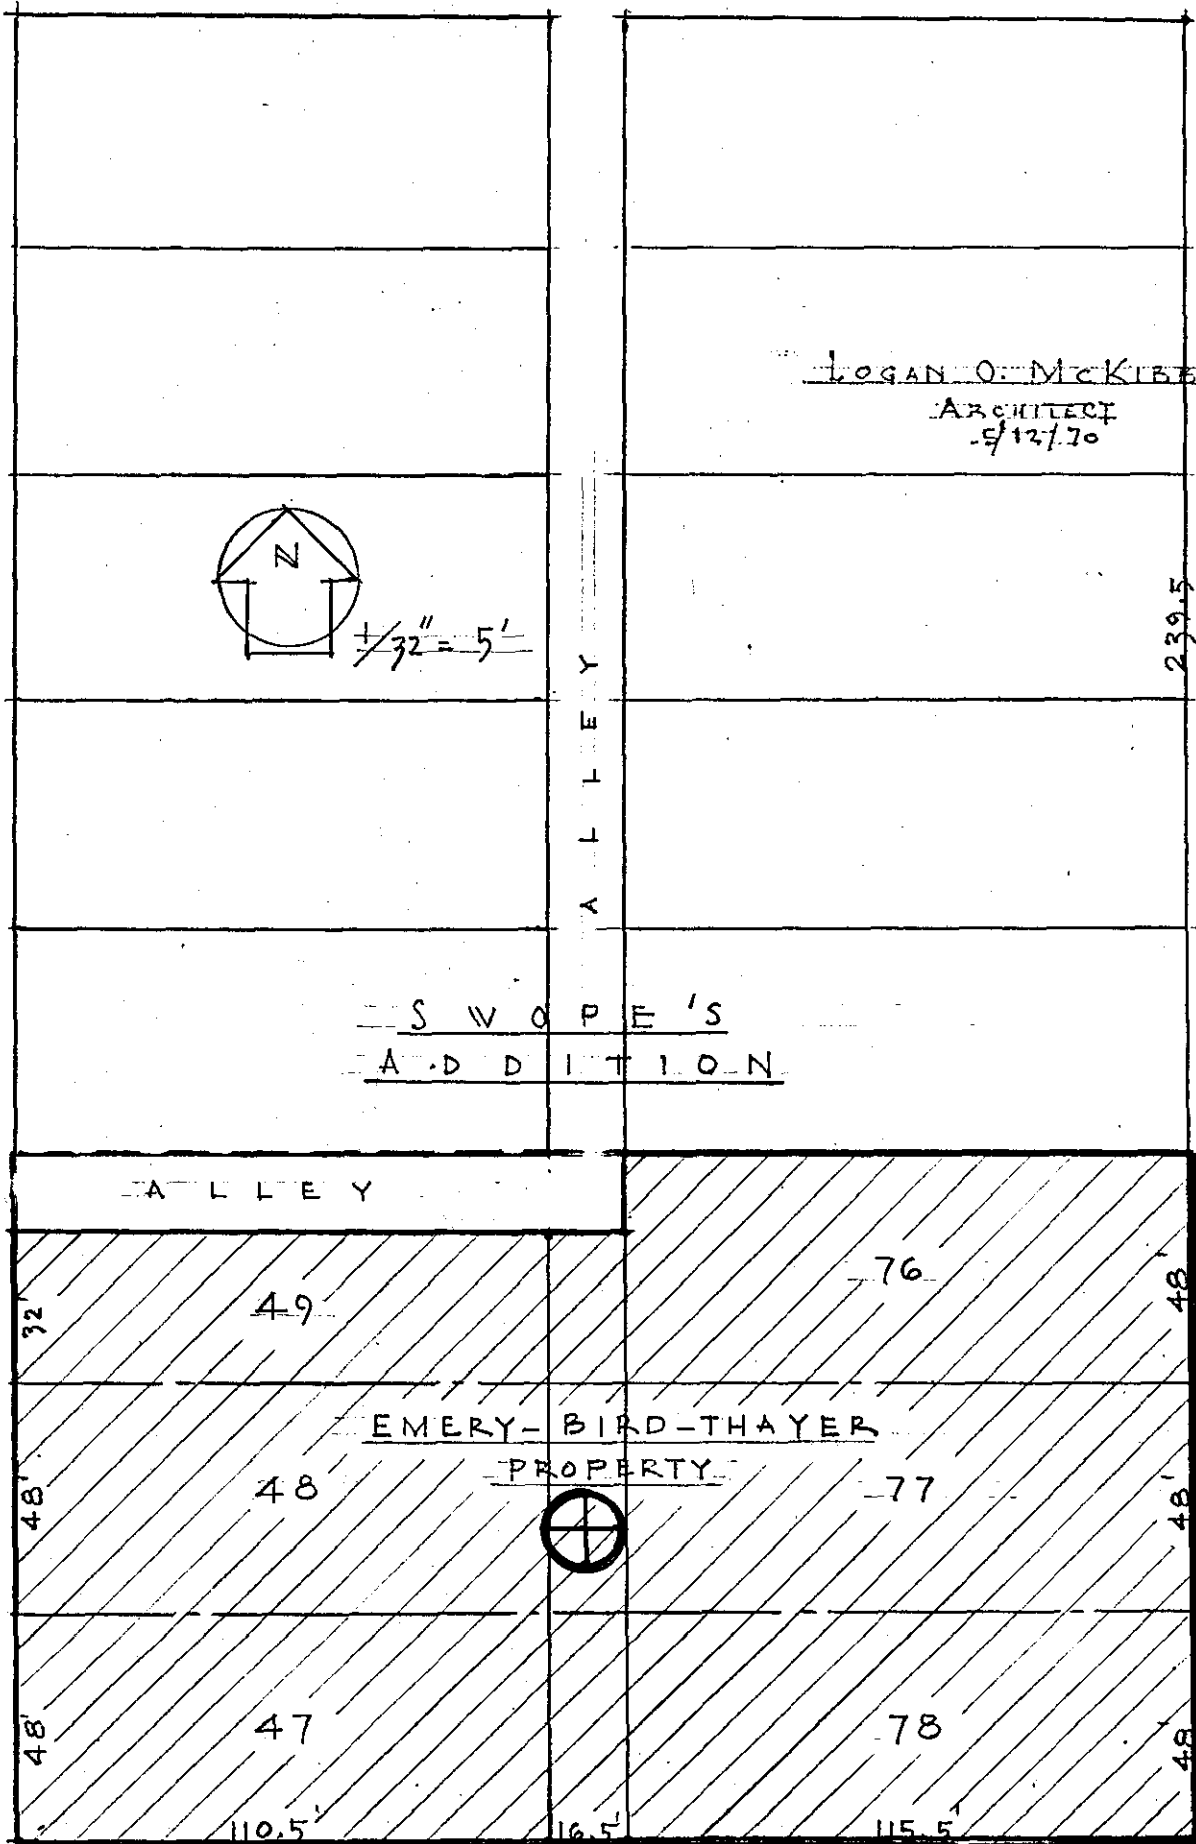 LOGAN O. MCKIBB
ARCHITECT
5/12/70
N
1/32" = 5'
239.5
ALLEY
SWOPE'S
ADDITION
ALLEY
76
48'
49
32'
EMERY-BIRD-THAYER
PROPERTY
48
48'
77
48'
47
48'
78
48'
110.5'
16.5'
115.5'